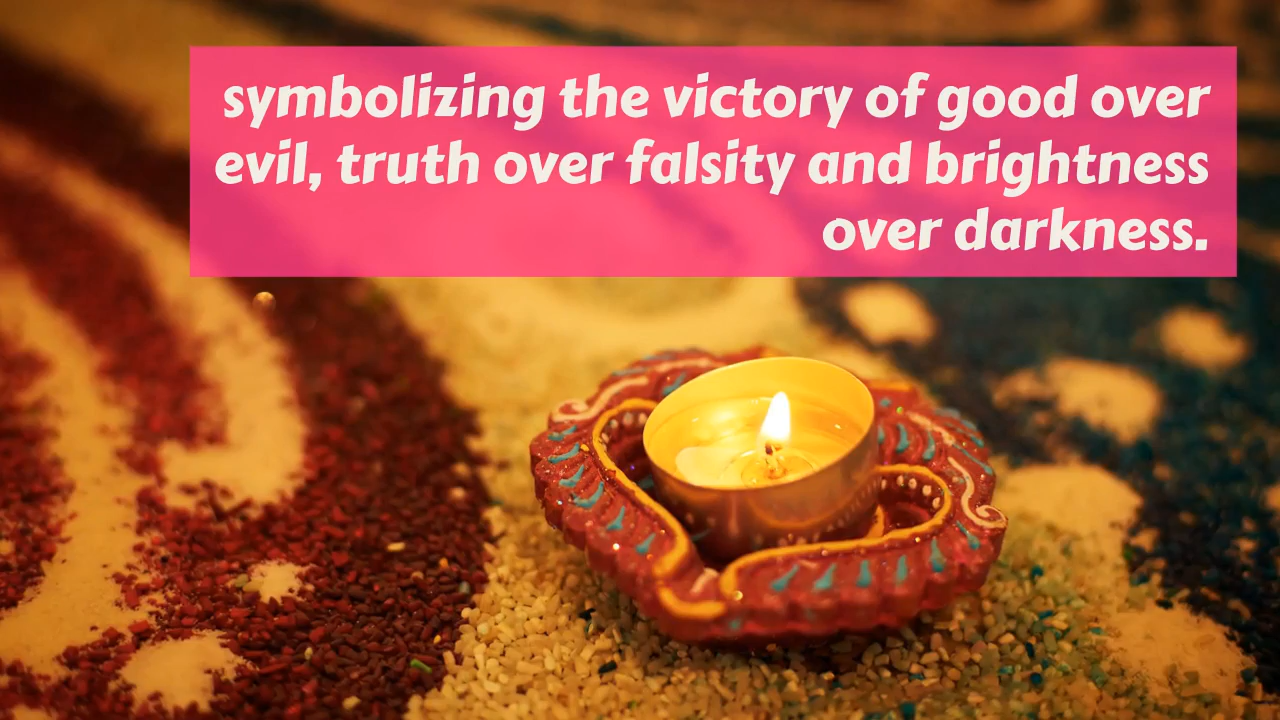 symbolizing the victory of good over
evil, truth over falsity and brightness
over darkness.